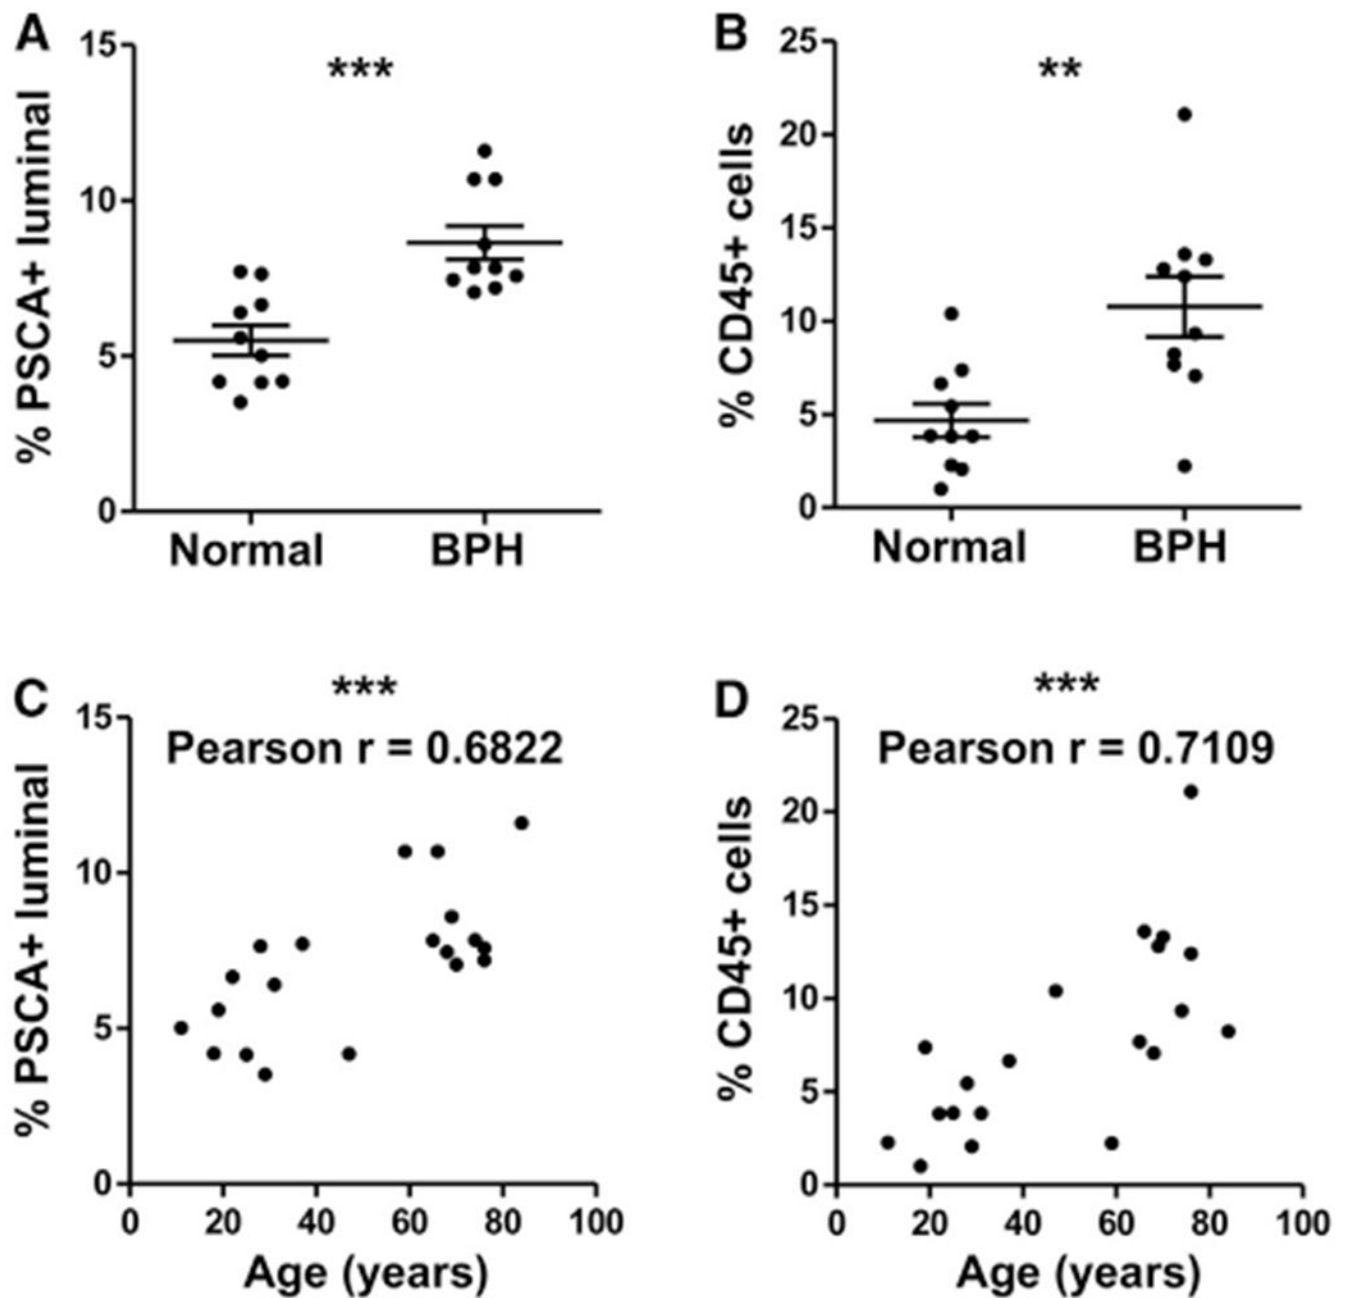 A
***
% PSCA+ luminal
15
10
5
0
Normal
BPH
B
**
% CD45+ cells
25
20
15
10
5
0
Normal
BPH
C
***
Pearson r = 0.6822
% PSCA+ luminal
15
10
5
0
0
20
40
60
80
100
Age (years)
D
***
Pearson r = 0.7109
% CD45+ cells
25
20
15
10
5
0
0
20
40
60
80
100
Age (years)